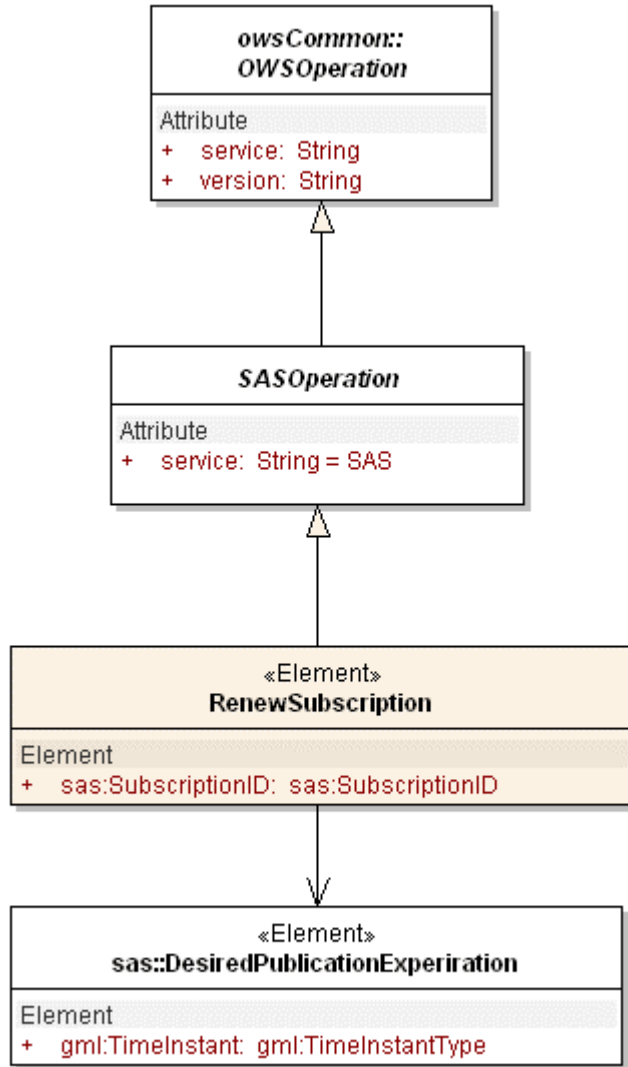 owsCommon::
OWSOperation
Attribute
+ service: String
+ version: String
SASOperation
Attribute
+ service: String = SAS
«Element»
RenewSubscription
Element
+ sas:SubscriptionID: sas:SubscriptionID
«Element»
sas::DesiredPublicationExperiration
Element
+ gml:TimeInstant: gml:TimeInstantType